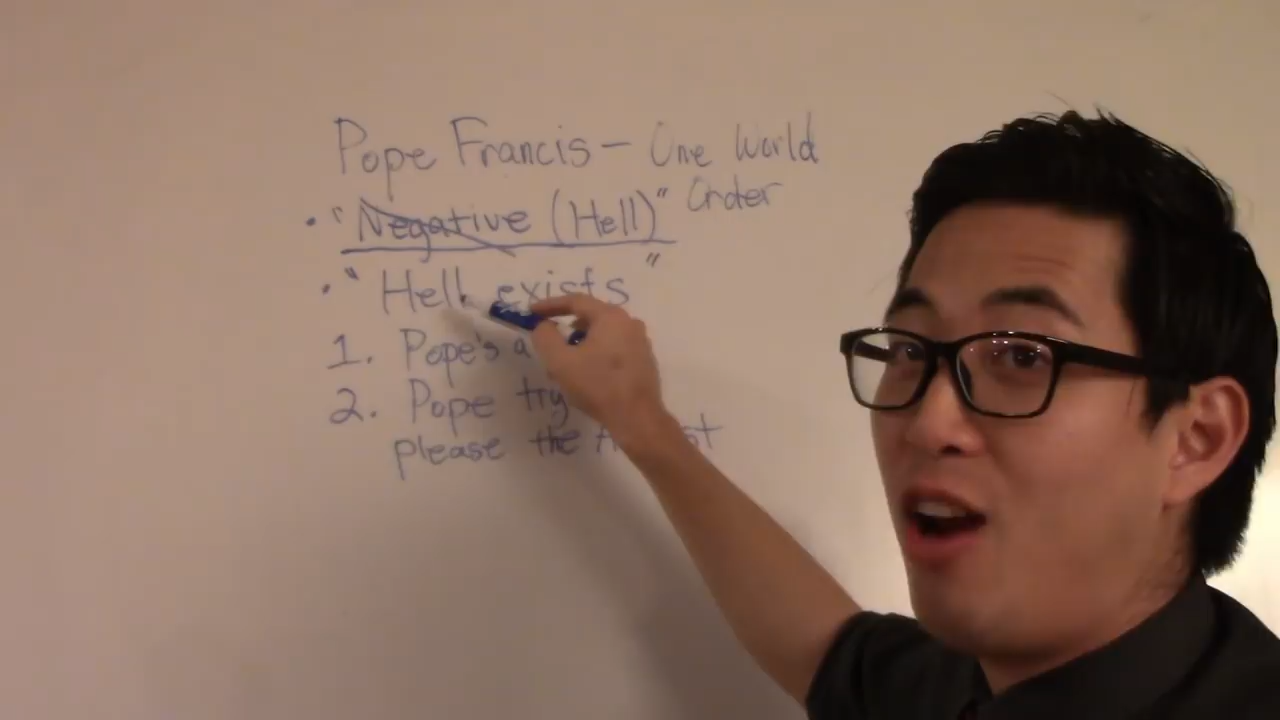 Pope Francis — One World
Order
• "Negative (Hell)"
• "Hell exists"
1. Pope's a
2. Pope try
please the